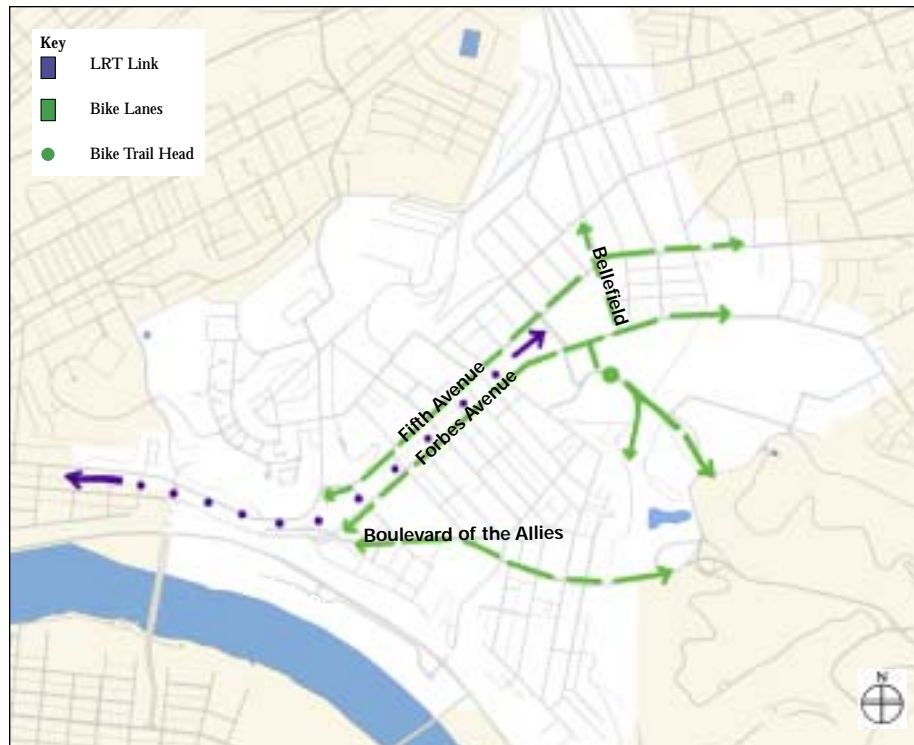 Key
LRT Link
Bike Lanes
Bike Trail Head
Bellefield
Fifth Avenue
Forbes Avenue
Boulevard of the Allies
N